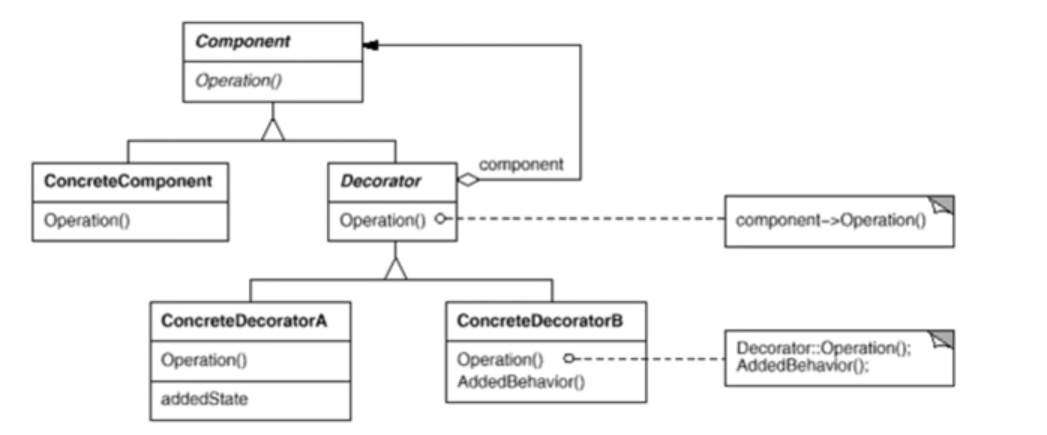 Component
Operation()
component
ConcreteComponent
Operation()
Decorator
Operation()
component–>Operation()
ConcreteDecoratorA
Operation()
addedState
ConcreteDecoratorB
Operation()
AddedBehavior()
Decorator::Operation();
AddedBehavior();